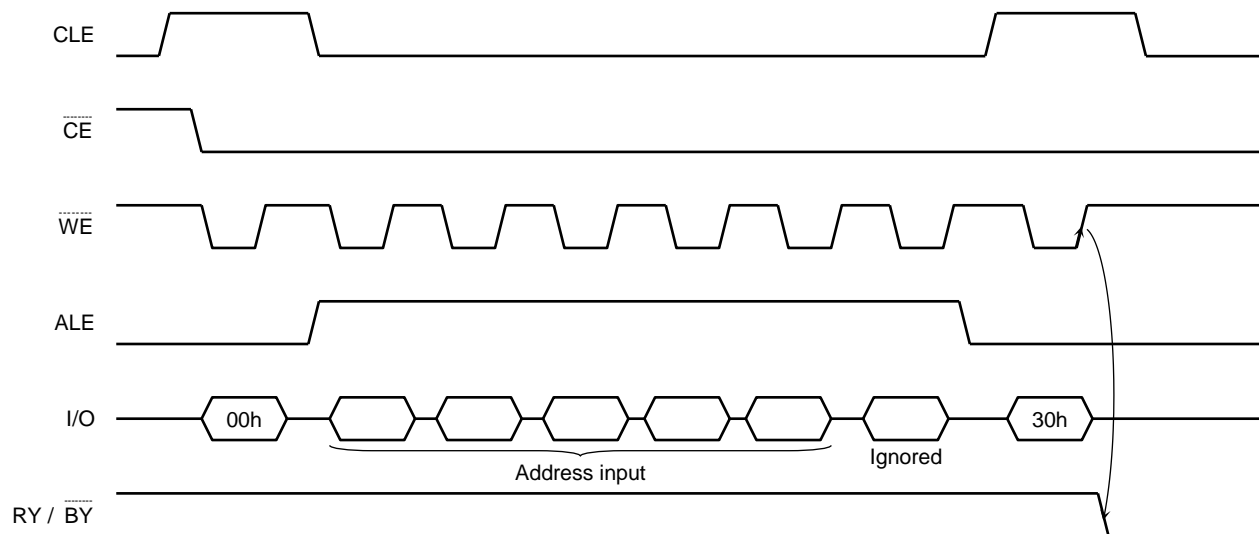 CLE
CE
WE
ALE
I/O
00h
30h
Address input
Ignored
RY / BY